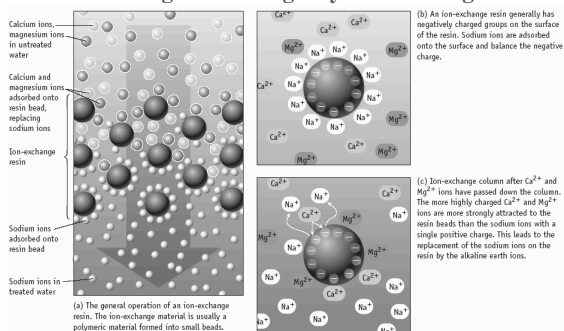 Calcium ions,
magnesium ions
in untreated
water
Calcium and
magnesium ions
adsorbed onto
resin bead,
replacing
sodium ions
Ion-exchange
resin
Sodium ions
adsorbed onto
resin bead
Sodium ions in
treated water
(a) The general operation of an ion-exchange
resin. The ion-exchange material is usually a
polymeric material formed into small beads.
Ca2+
Ca2+
Mg2+
Na+
Na+
Na+
Mg2+
Na+
Na+
Ca2+
Na+
Na+
Mg2+
Na+
Na+
Na+
Na+
Ca2+
Na+
Ca2+
Mg2+
Mg2+
(b) An ion-exchange resin generally has
negatively charged groups on the surface
of the resin. Sodium ions are adsorbed
onto the surface and balance the negative
charge.
Ca2+
Na+
Na+
Ca2+
Na+
Ca2+
Mg2+
Na+
Mg2+
Na+
Mg2+
Mg2+
Na+
Ca2+
Ca2+
Na+
Na+
Na+
Na+
Na+
Na+
(c) Ion-exchange column after Ca2+ and
Mg2+ ions have passed down the column.
The more highly charged Ca2+ and Mg2+
ions are more strongly attracted to the
resin beads than the sodium ions with a
single positive charge. This leads to the
replacement of the sodium ions on the
resin by the alkaline earth ions.